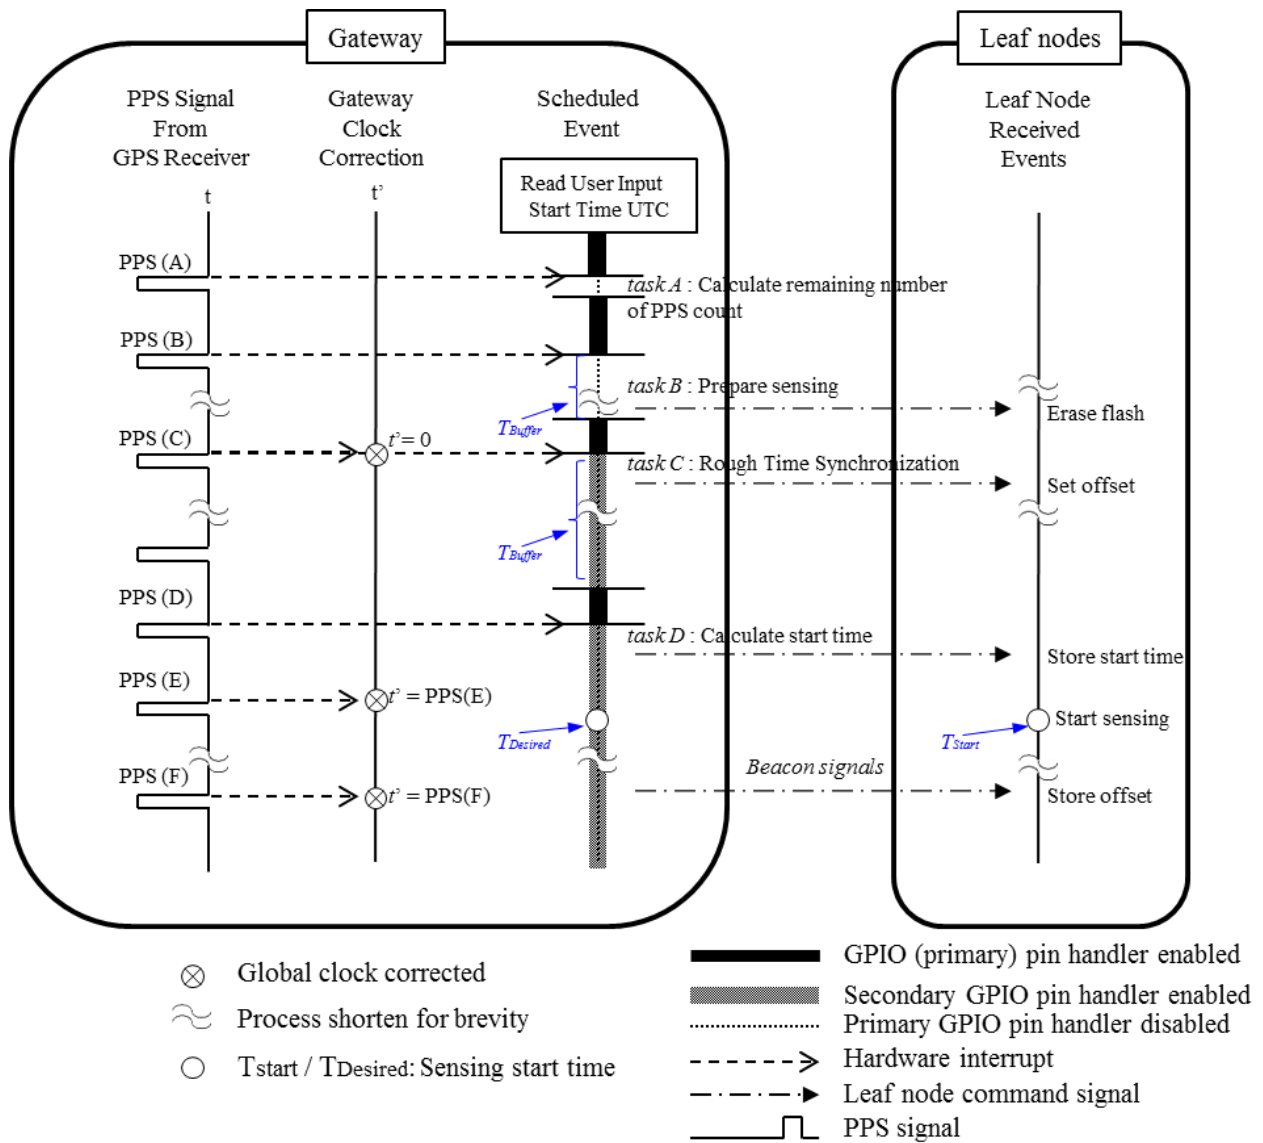 Gateway
Leaf nodes
PPS Signal
From
GPS Receiver
Gateway
Clock
Correction
Scheduled
Event
Leaf Node
Received
Events
t
t’
Read User Input
Start Time UTC
PPS (A)
task A : Calculate remaining number
of PPS count
PPS (B)
task B : Prepare sensing
TBuffer
Erase flash
PPS (C)
t’= 0
task C : Rough Time Synchronization
Set offset
TBuffer
PPS (D)
task D : Calculate start time
Store start time
PPS (E)
t’ = PPS(E)
TDesired
TStart
Start sensing
PPS (F)
t’ = PPS(F)
Beacon signals
Store offset
Global clock corrected
Process shorten for brevity
Tstart / TDesired: Sensing start time
GPIO (primary) pin handler enabled
Secondary GPIO pin handler enabled
Primary GPIO pin handler disabled
Hardware interrupt
Leaf node command signal
PPS signal